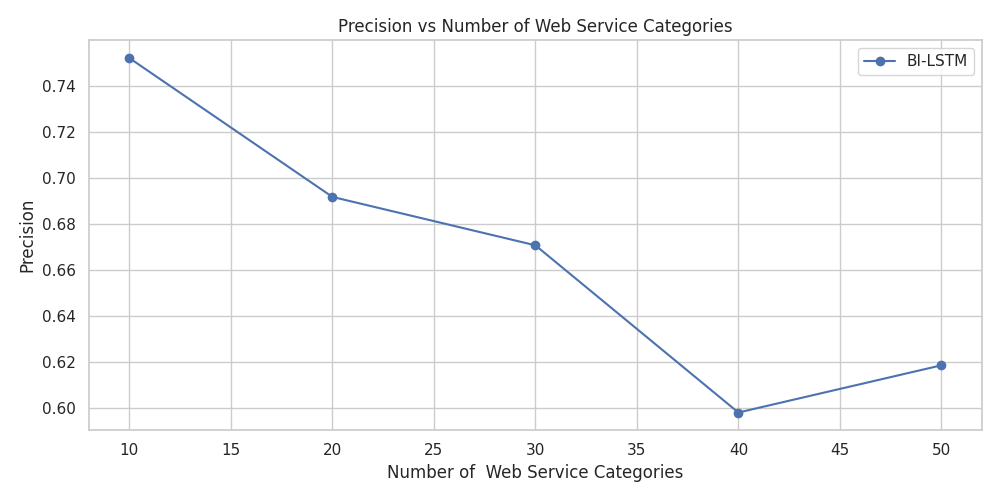 Precision vs Number of Web Service Categories
BI-LSTM
Precision
0.74
0.72
0.70
0.68
0.66
0.64
0.62
0.60
10 15 20 25 30 35 40 45 50
Number of  Web Service Categories